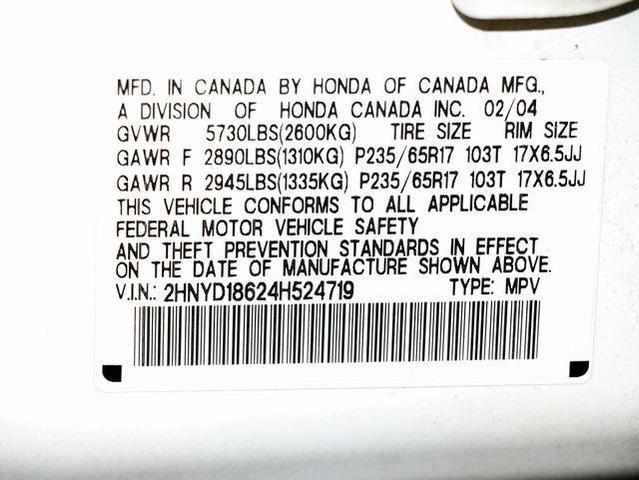 MFD. IN CANADA BY HONDA OF CANADA MFG.,
A DIVISION OF HONDA CANADA INC. 02/04
GVWR 5730LBS(2600KG) TIRE SIZE RIM SIZE
GAWR F 2890LBS(1310KG) P235/65R17 103T 17X6.5JJ
GAWR R 2945LBS(1335KG) P235/65R17 103T 17X6.5JJ
THIS VEHICLE CONFORMS TO ALL APPLICABLE
FEDERAL MOTOR VEHICLE SAFETY
AND THEFT PREVENTION STANDARDS IN EFFECT
ON THE DATE OF MANUFACTURE SHOWN ABOVE.
V.I.N.: 2HNYD18624H524719 TYPE: MPV